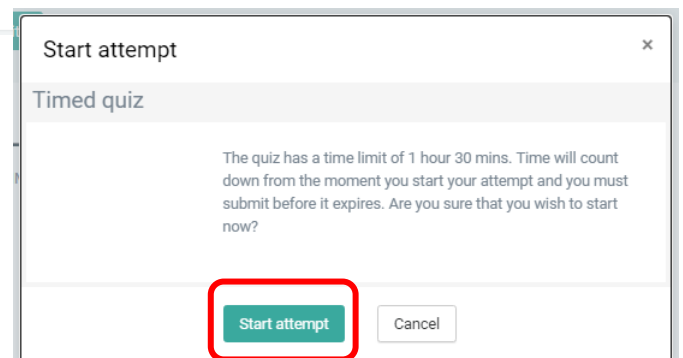 Start attempt ×
Timed quiz
The quiz has a time limit of 1 hour 30 mins. Time will count
down from the moment you start your attempt and you must
submit before it expires. Are you sure that you wish to start
now?
Start attempt Cancel